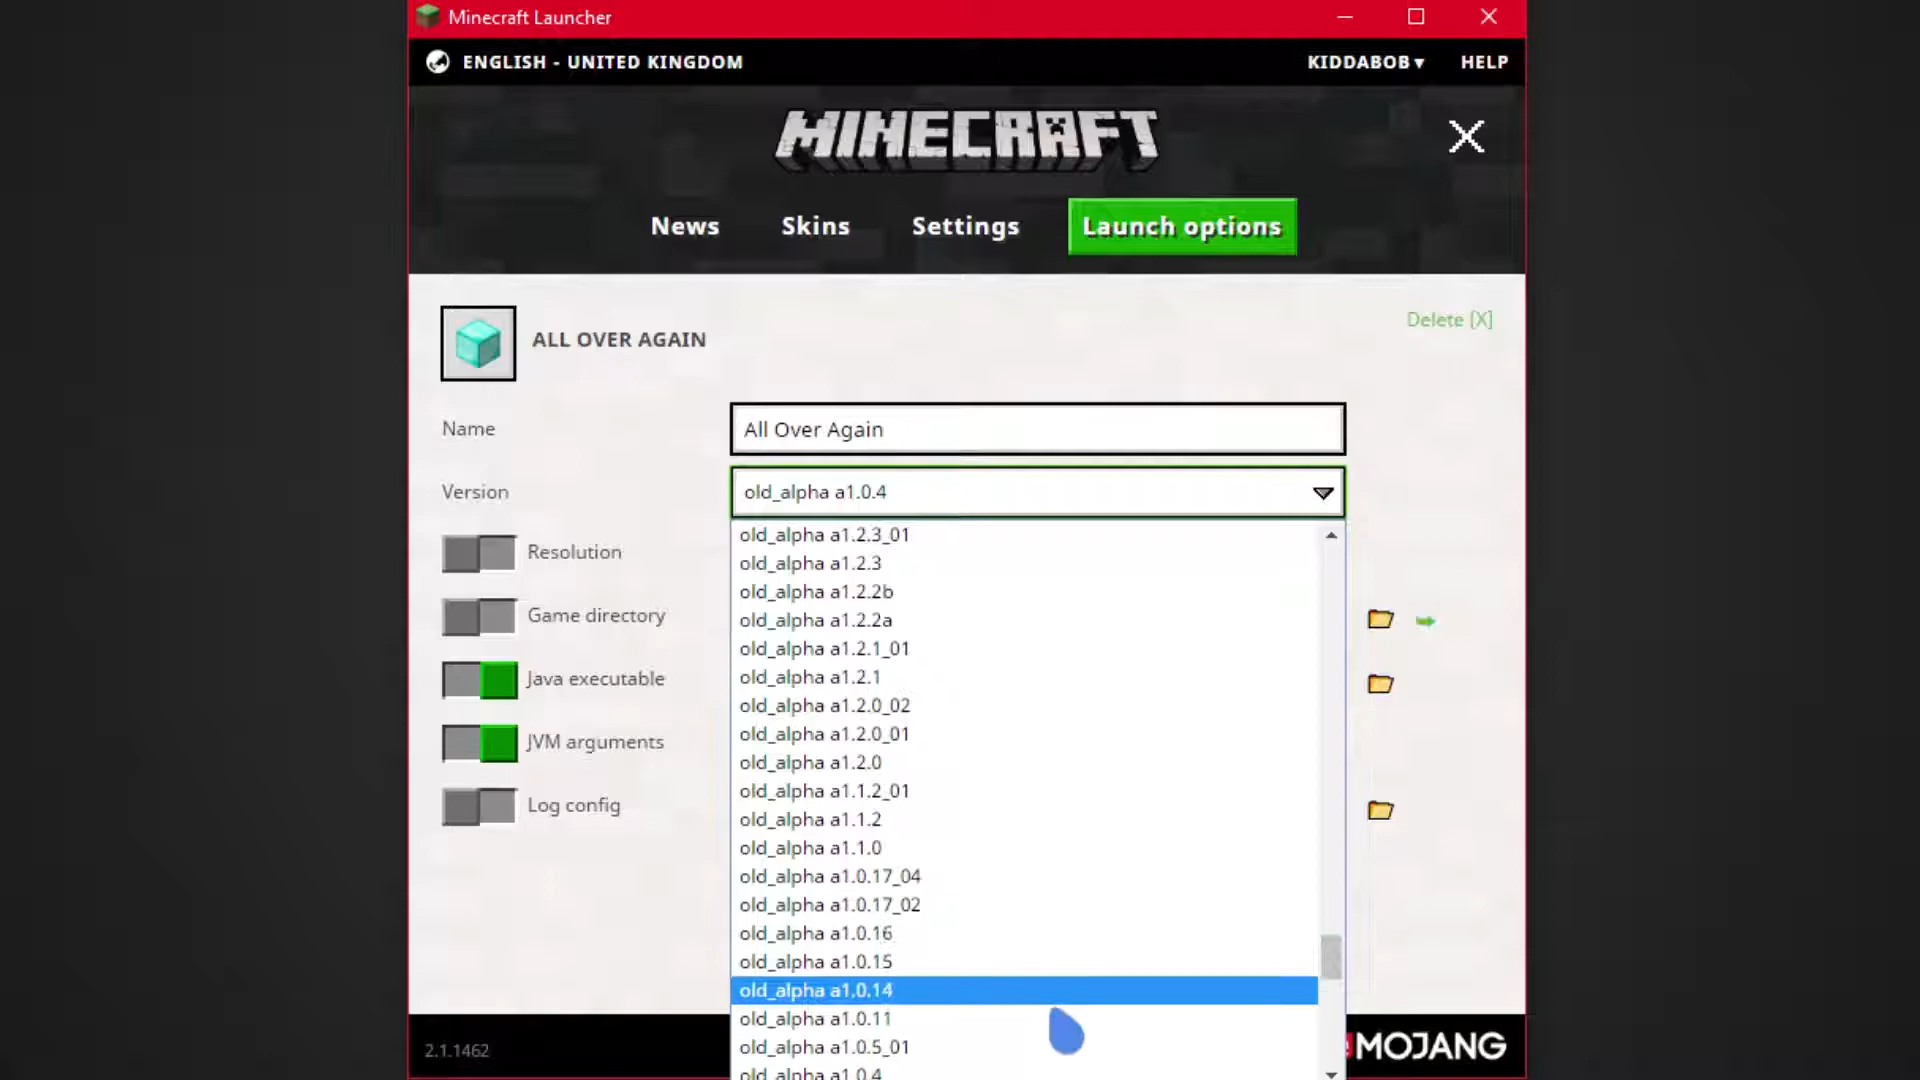 Minecraft Launcher
ENGLISH - UNITED KINGDOM
KIDDABOB▾ HELP
MINECRAFT
News Skins Settings Launch options
ALL OVER AGAIN
Delete [X]
Name
All Over Again
Version
old_alpha a1.0.4
old_alpha a1.2.3_01
old_alpha a1.2.3
old_alpha a1.2.2b
old_alpha a1.2.2a
old_alpha a1.2.1_01
old_alpha a1.2.1
old_alpha a1.2.0_02
old_alpha a1.2.0_01
old_alpha a1.2.0
old_alpha a1.1.2_01
old_alpha a1.1.2
old_alpha a1.1.0
old_alpha a1.0.17_04
old_alpha a1.0.17_02
old_alpha a1.0.16
old_alpha a1.0.15
old_alpha a1.0.14
old_alpha a1.0.11
old_alpha a1.0.5_01
old_alpha a1.0.4
Resolution
Game directory
Java executable
JVM arguments
Log config
2.1.1462
MOJANG